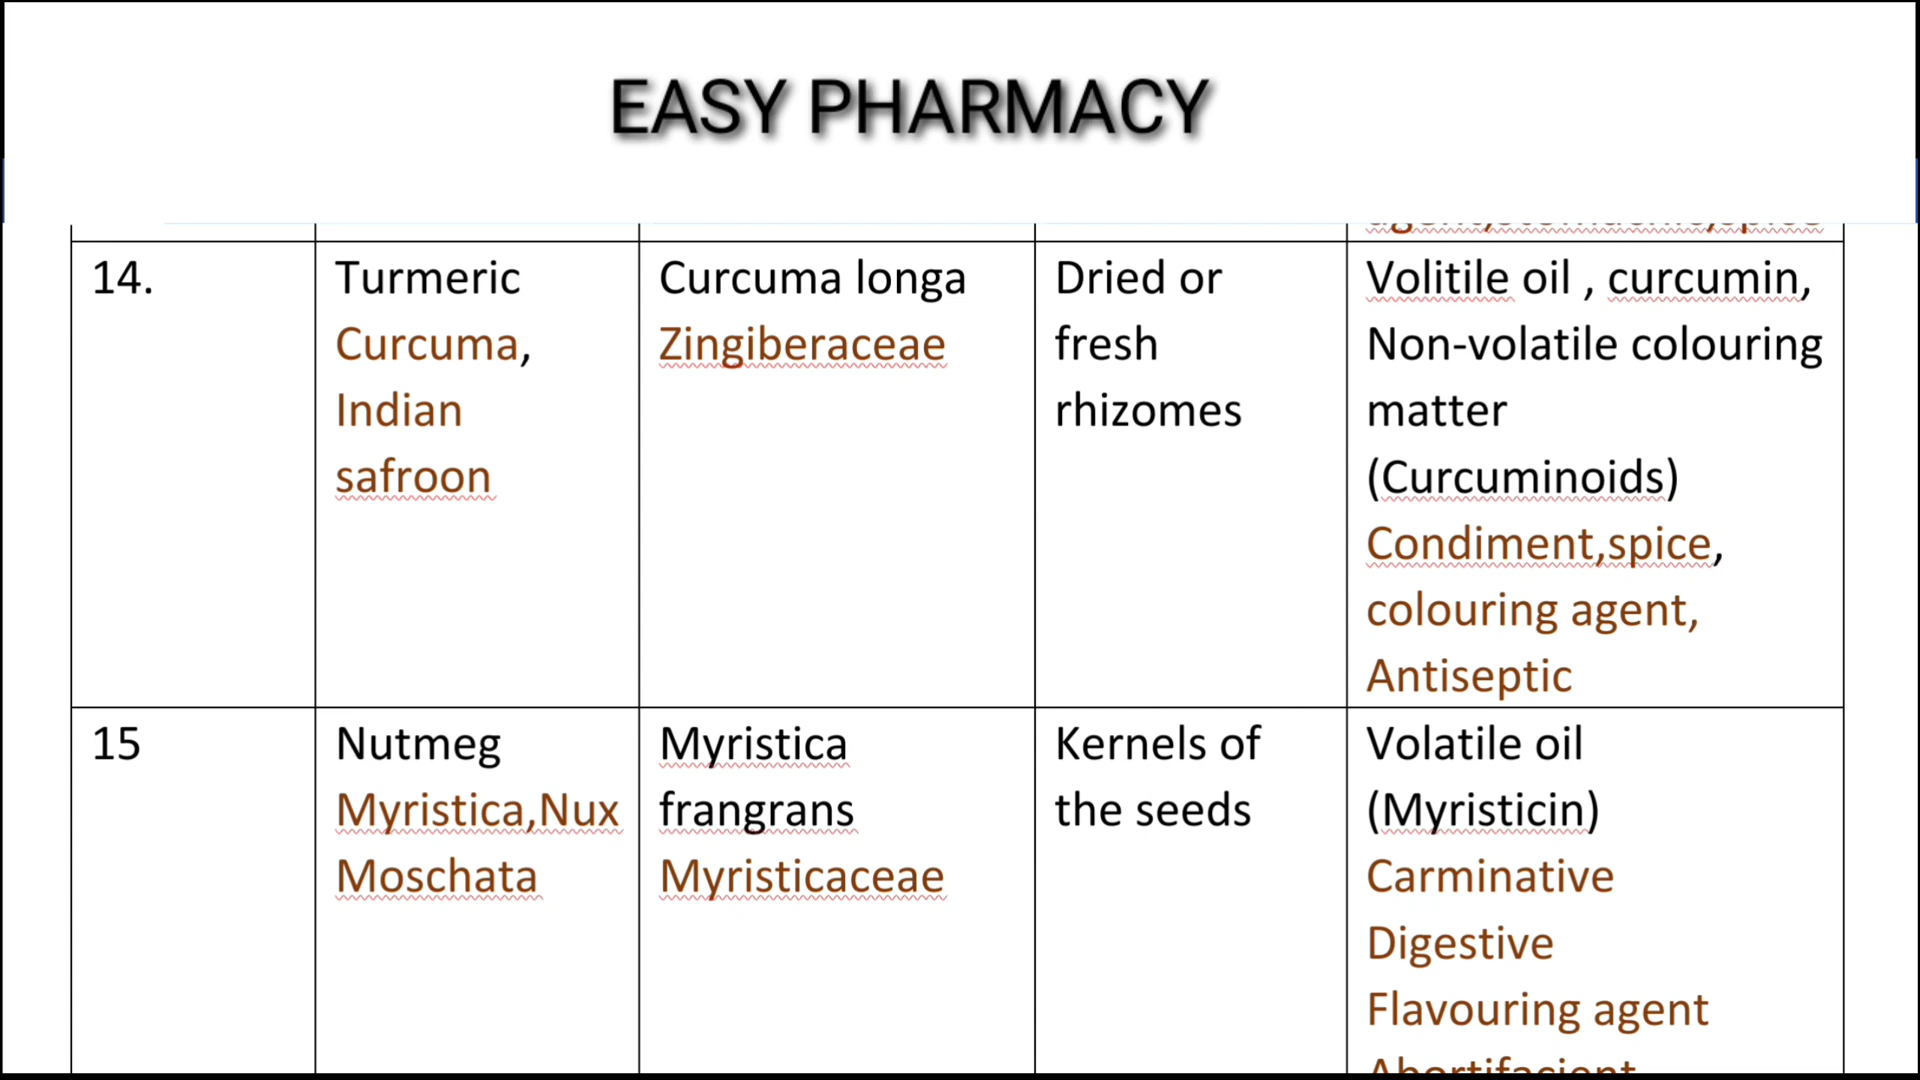 EASY PHARMACY
14.
Turmeric
Curcuma,
Indian
safroon
Curcuma longa
Zingiberaceae
Dried or
fresh
rhizomes
Volitile oil , curcumin,
Non-volatile colouring
matter
(Curcuminoids)
Condiment,spice,
colouring agent,
Antiseptic
15
Nutmeg
Myristica,Nux
Moschata
Myristica
frangrans
Myristicaceae
Kernels of
the seeds
Volatile oil
(Myristicin)
Carminative
Digestive
Flavouring agent
Abortifacient